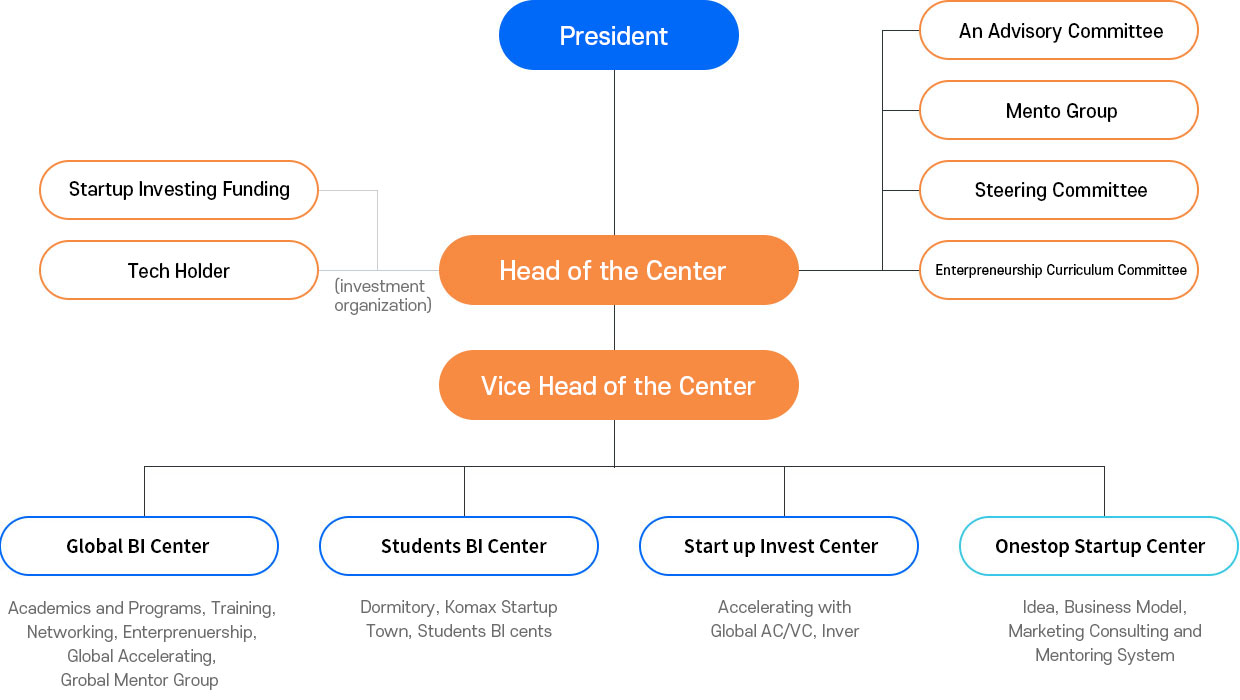 President
An Advisory Committee
Mento Group
Steering Committee
Enterpreneurship Curriculum Committee
Startup Investing Funding
Tech Holder
(investment
organization)
Head of the Center
Vice Head of the Center
Global BI Center
Academics and Programs, Training,
Networking, Enterprenuership,
Global Accelerating,
Grobal Mentor Group
Students BI Center
Dormitory, Komax Startup
Town, Students BI cents
Start up Invest Center
Accelerating with
Global AC/VC, Inver
Onestop Startup Center
Idea, Business Model,
Marketing Consulting and
Mentoring System